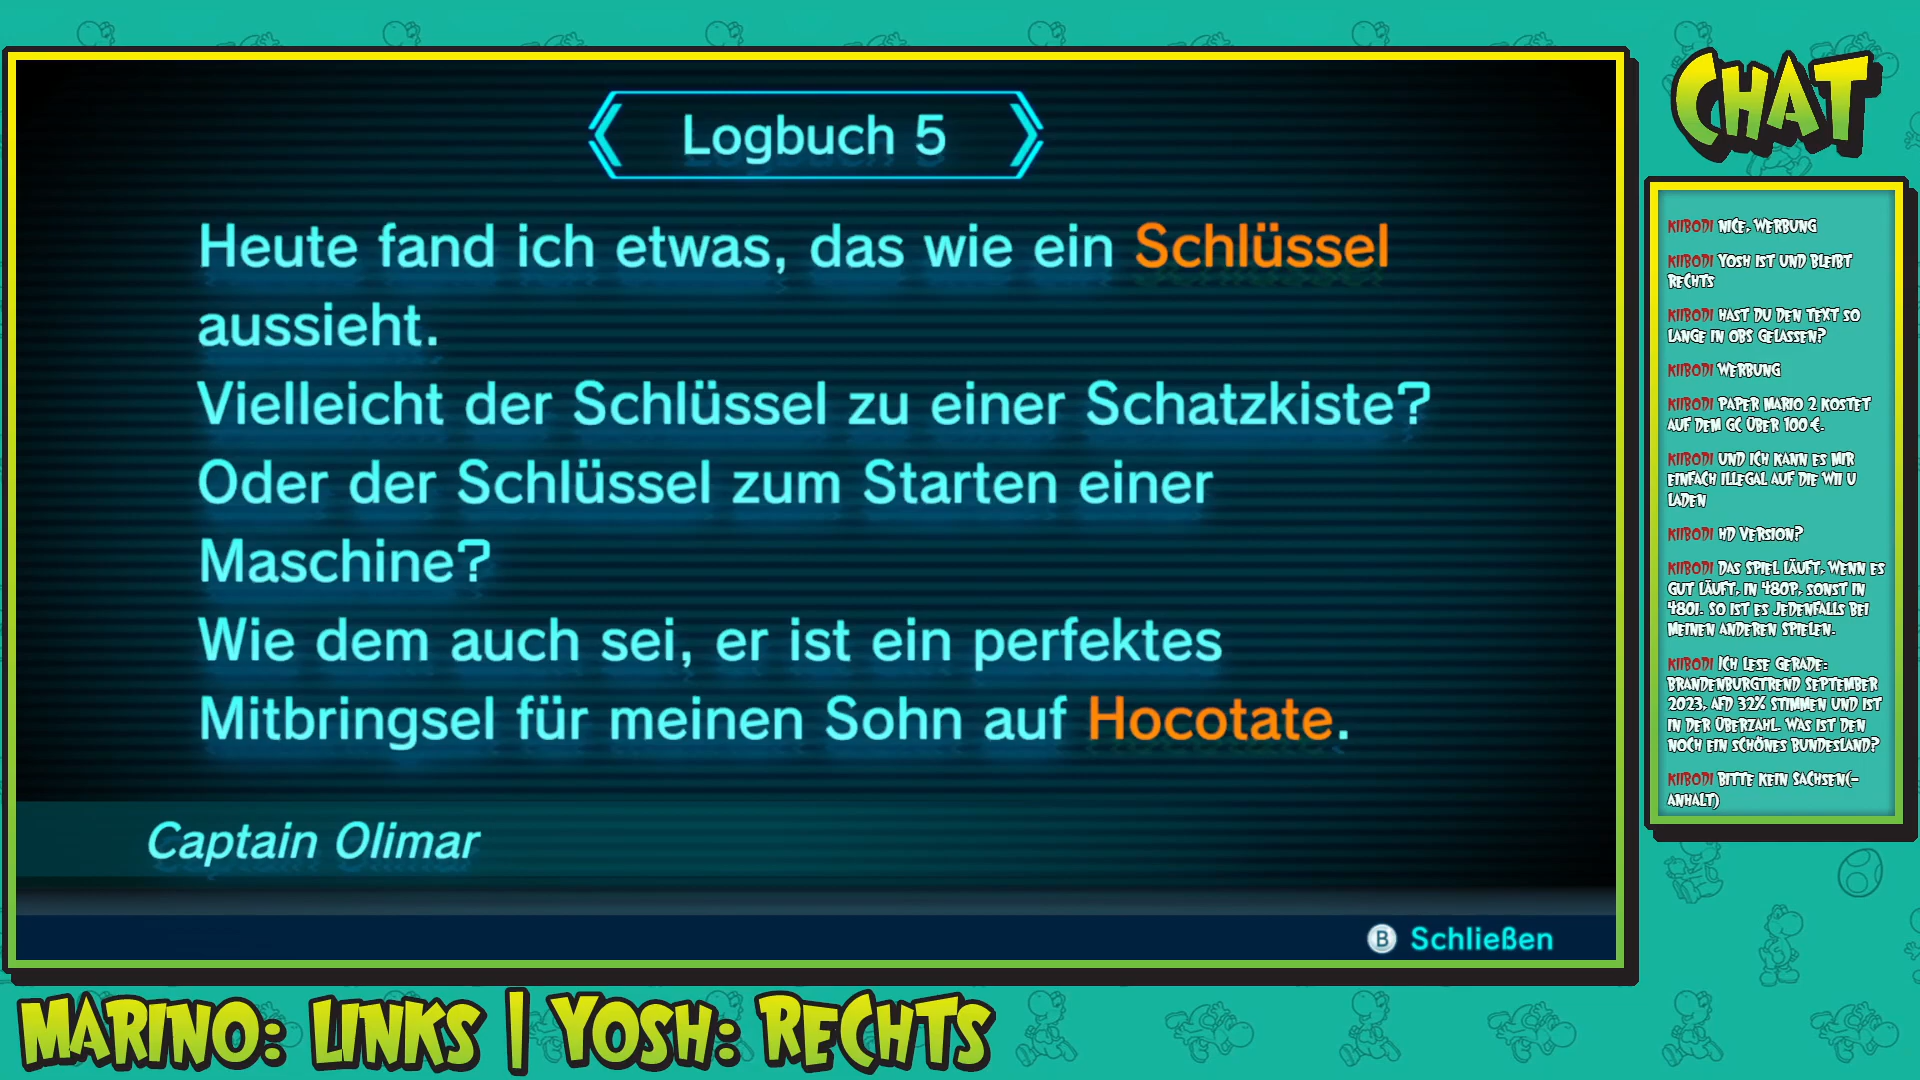 Logbuch 5
Heute fand ich etwas, das wie ein Schlüssel
aussieht.
Vielleicht der Schlüssel zu einer Schatzkiste?
Oder der Schlüssel zum Starten einer
Maschine?
Wie dem auch sei, er ist ein perfektes
Mitbringsel für meinen Sohn auf Hocotate.
Captain Olimar
B Schließen
CHAT
KIIBODI NICE, WERBUNG
KIIBODI YOSH IST UND BLEIBT
RECHTS
KIIBODI HAST DU DEN TEXT SO
LANGE IN OBS GELASSEN?
KIIBODI WERBUNG
KIIBODI PAPER MARIO 2 KOSTET
AUF DEM GC ÜBER 100€.
KIIBODI UND ICH KANN ES MIR
EINFACH ILLEGAL AUF DIE WII U
LADEN
KIIBODI HD VERSION?
KIIBODI DAS SPIEL LÄUFT, WENN ES
GUT LÄUFT, IN 480P, SONST IN
480I. SO IST ES JEDENFALLS BEI
MEINEN ANDEREN SPIELEN.
KIIBODI ICH LESE GERADE:
BRANDENBURGTREND SEPTEMBER
2023, AFD 32% STIMMEN UND IST
IN DER ÜBERZAHL. WAS IST DEN
NOCH EIN SCHÖNES BUNDESLAND?
KIIBODI BITTE KEIN SACHSEN(-
ANHALT)
MARINO: LINKS | YOSH: RECHTS